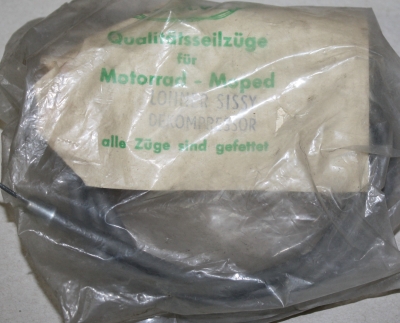 Qualitätsseilzüge
für
Motorrad - Moped
LOHNER SISSY
DEKOMPRESSOR
alle Züge sind gefettet